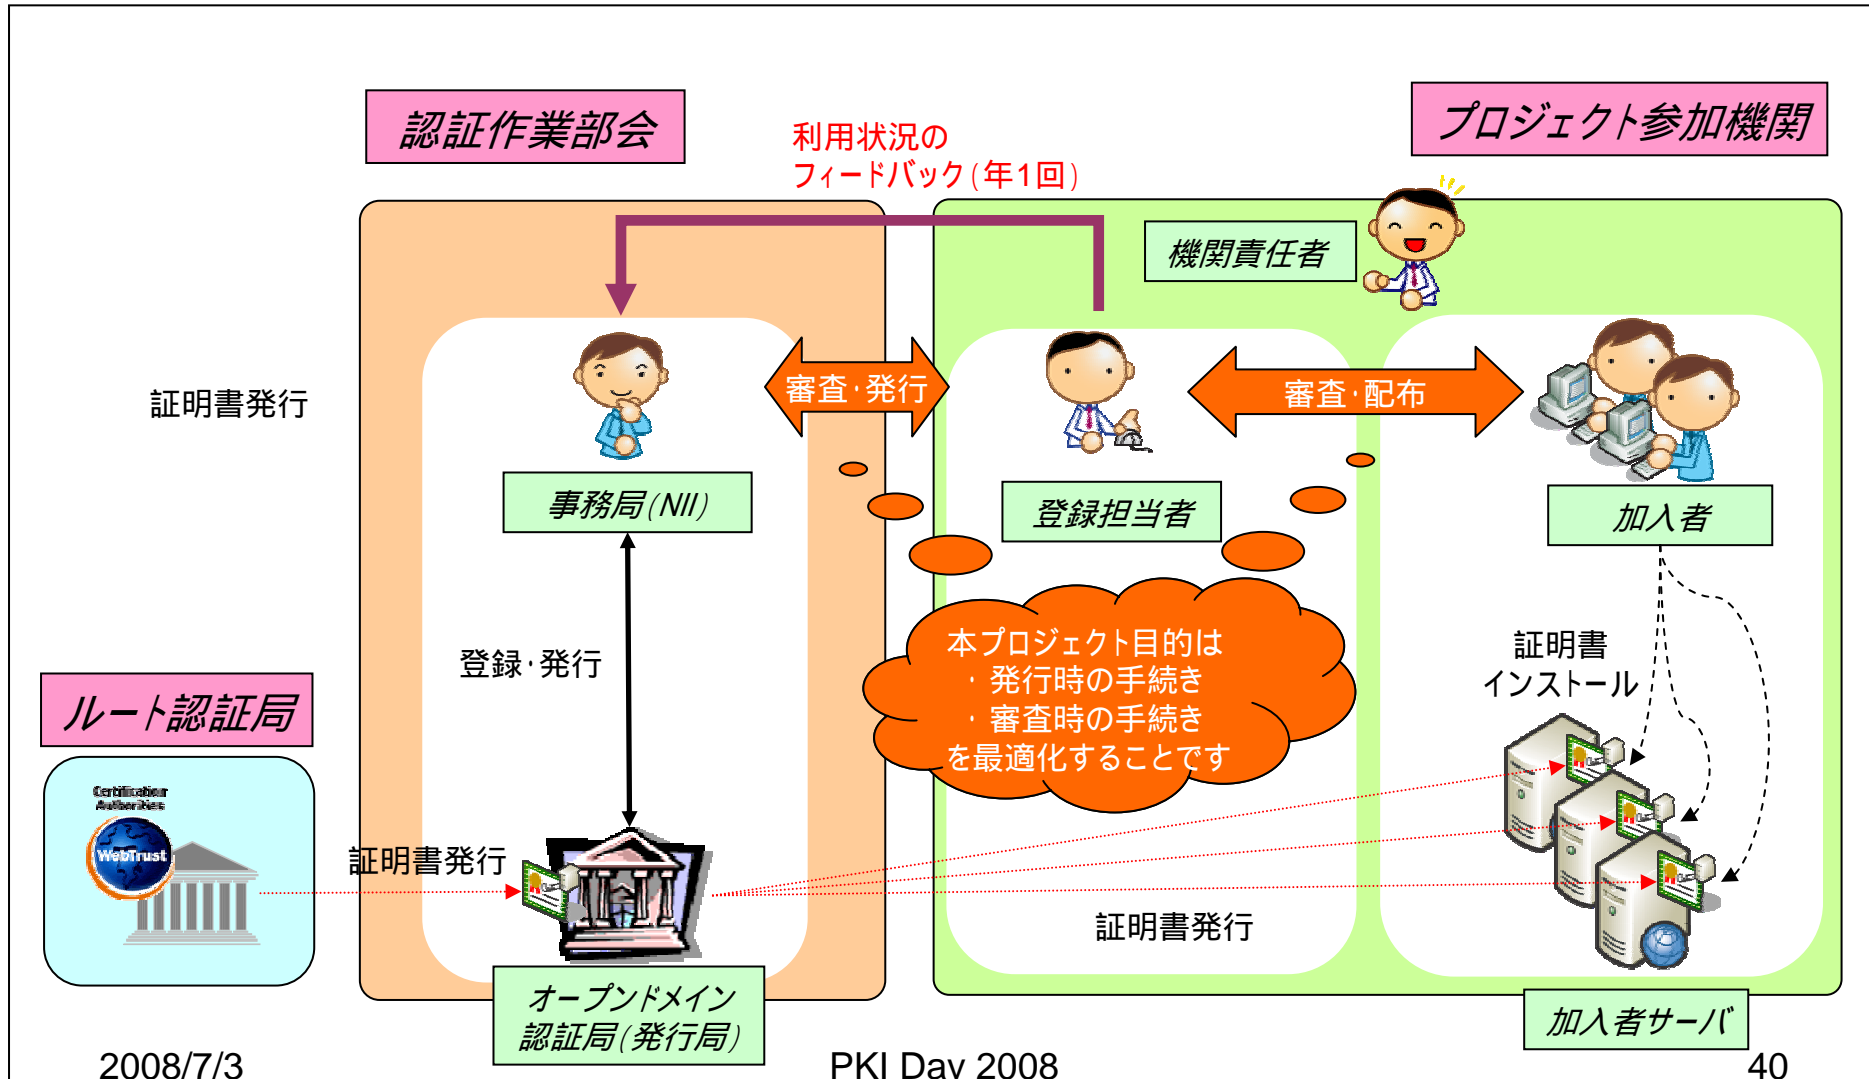 認証作業部会
利用状況の
フィードバック(年1回)
プロジェクト参加機関
機関責任者
証明書発行
審査・発行
審査・配布
事務局(NII)
登録担当者
加入者
本プロジェクト目的は
・発行時の手続き
・審査時の手続き
を最適化することです
登録・発行
証明書
インストール
ルート認証局
Certification
Authorities
WebTrust
証明書発行
証明書発行
オープンドメイン
認証局(発行局)
加入者サーバ
2008/7/3
PKI Day 2008
40